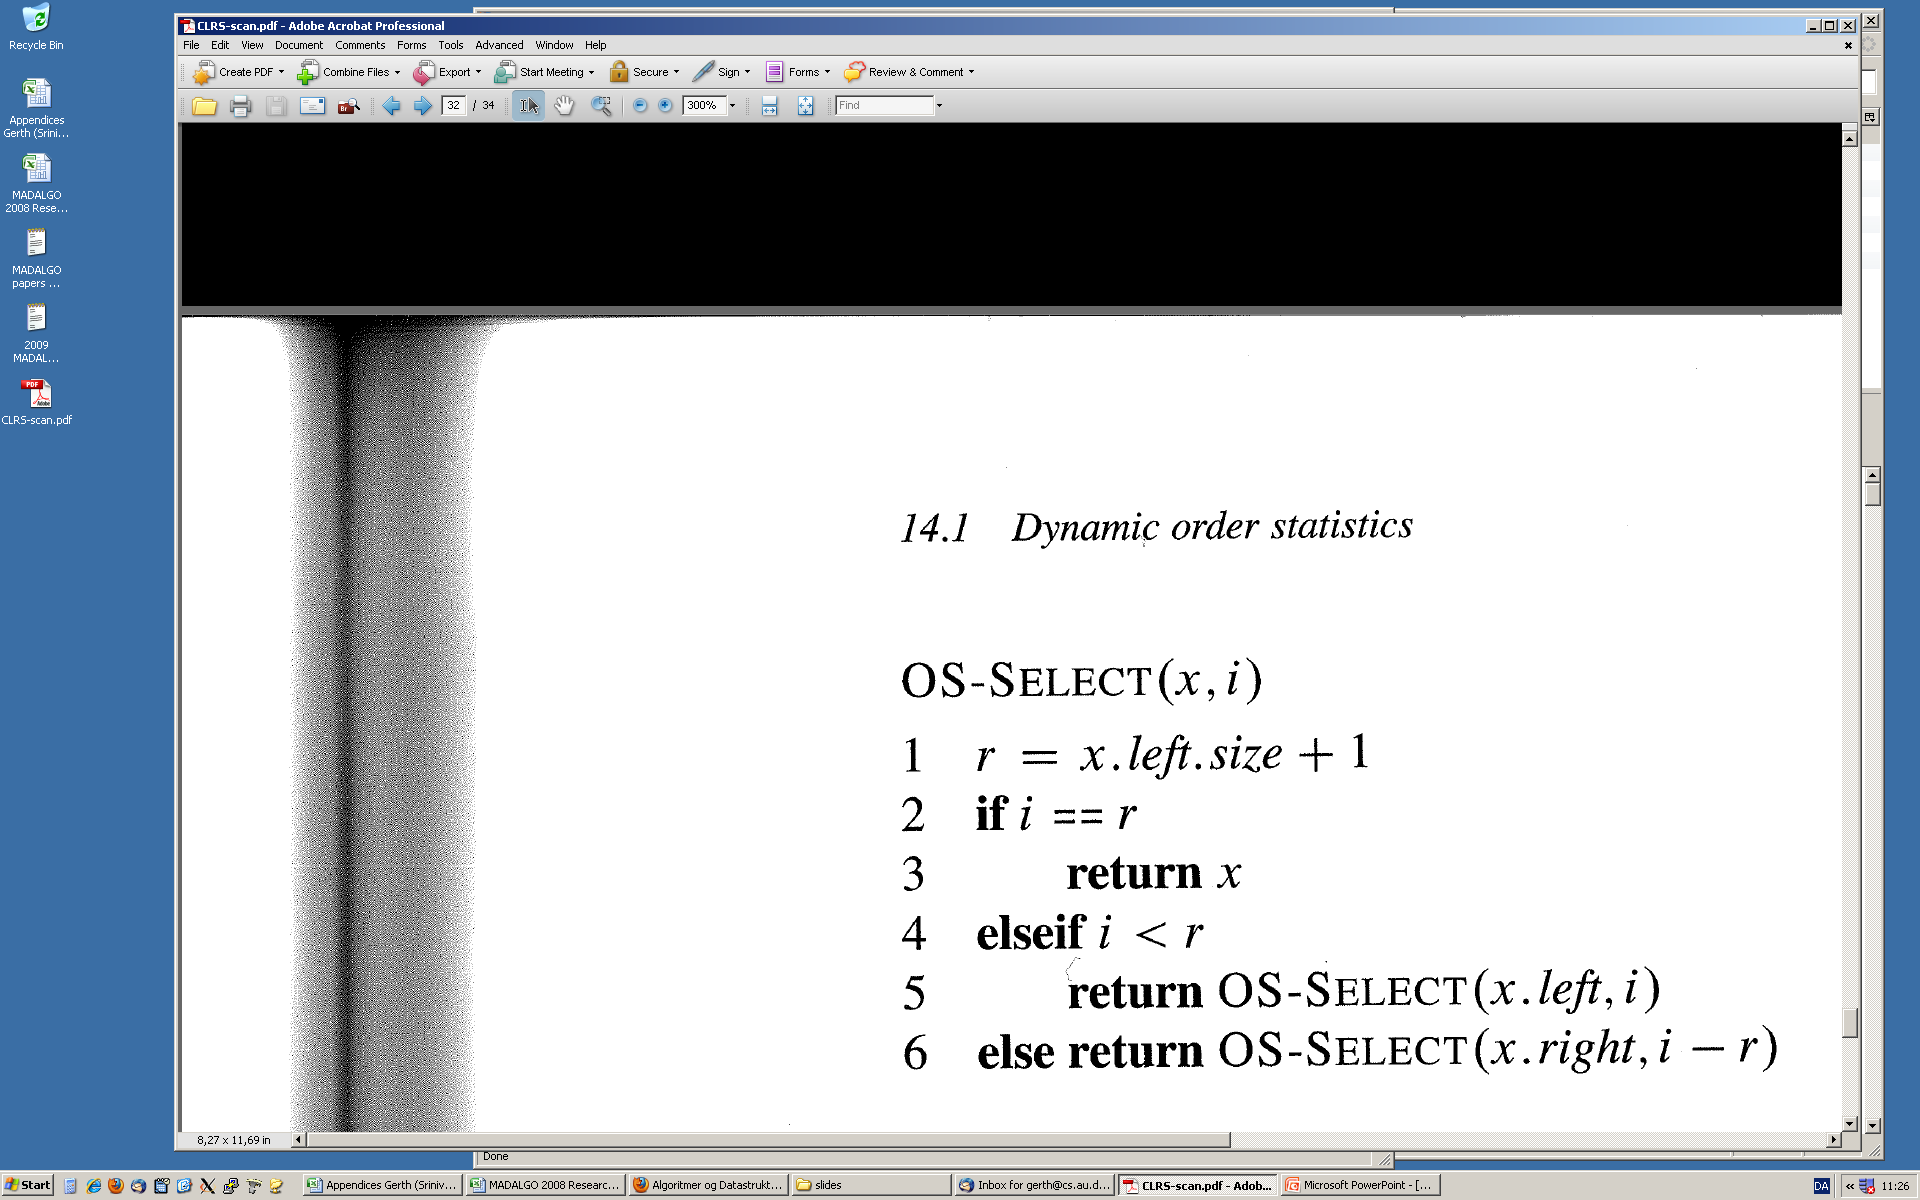 Recycle Bin
Appendices
Gerth (Srini...
MADALGO
2008 Rese...
MADALGO
papers ...
2009
MADAL...
CLRS-scan.pdf
CLRS-scan.pdf - Adobe Acrobat Professional
File Edit View Document Comments Forms Tools Advanced Window Help
Create PDF Combine Files Export Start Meeting Secure Sign Forms Review & Comment
32 / 34 300% Find
14.1 Dynamic order statistics
OS-SELECT(x, i)
1 r = x.left.size + 1
2 if i == r
3 return x
4 elseif i < r
5 return OS-SELECT(x.left, i)
6 else return OS-SELECT(x.right, i − r)
8,27 x 11,69 in
Done
Start Appendices Gerth (Sriniv... MADALGO 2008 Researc... Algoritmer og Datastrukt... slides Inbox for gerth@cs.au.d... CLRS-scan.pdf - Adob... Microsoft PowerPoint - [... DA « 11:26